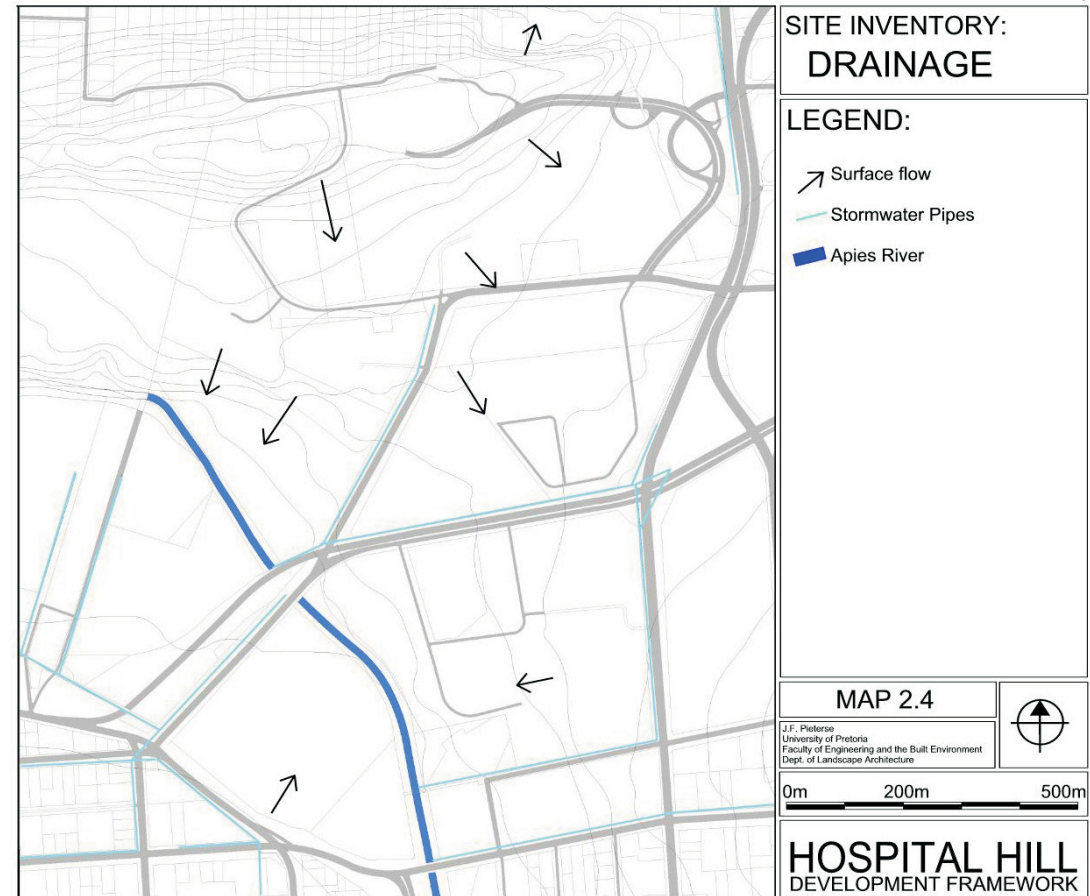 SITE INVENTORY:
DRAINAGE
LEGEND:
Surface flow
Stormwater Pipes
Apies River
MAP 2.4
J.F. Pieterse
University of Pretoria
Faculty of Engineering and the Built Environment
Dept. of Landscape Architecture
0m 200m 500m
HOSPITAL HILL
DEVELOPMENT FRAMEWORK